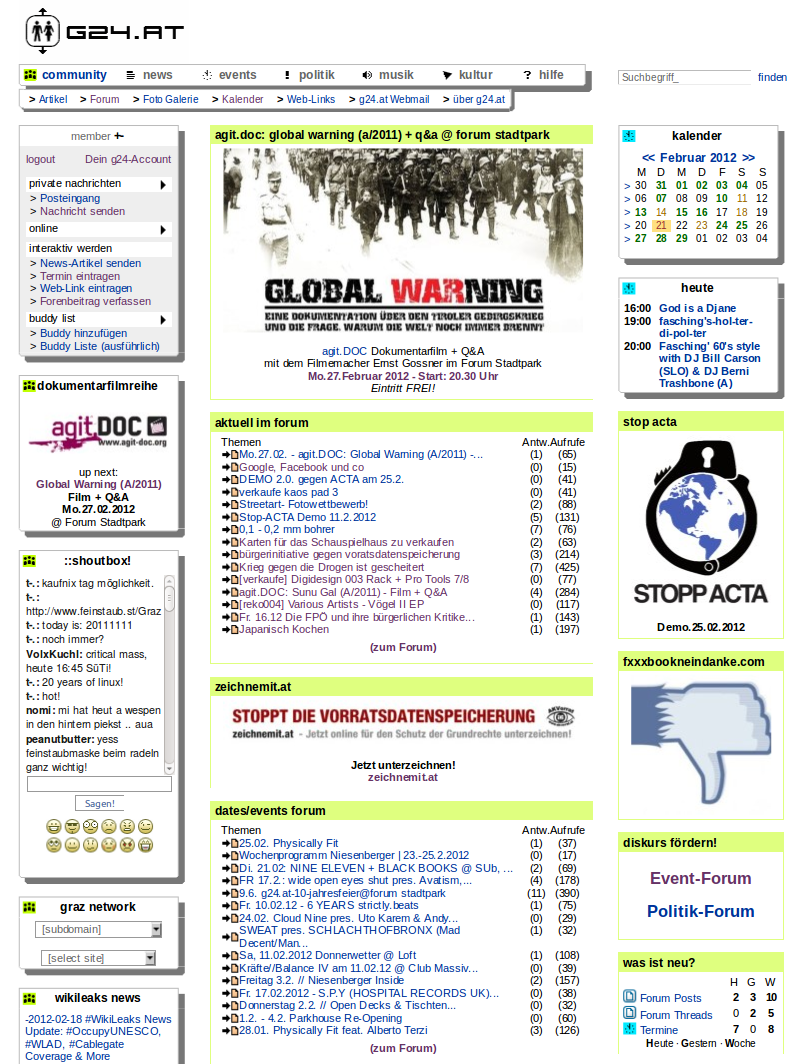 G24.AT
community news events politik musik kultur hilfe
Suchbegriff_ finden
> Artikel > Forum > Foto Galerie > Kalender > Web-Links > g24.at Webmail > über g24.at
member +-
logout Dein g24-Account
private nachrichten
> Posteingang
> Nachricht senden
online
interaktiv werden
> News-Artikel senden
> Termin eintragen
> Web-Link eintragen
> Forenbeitrag verfassen
buddy list
> Buddy hinzufügen
> Buddy Liste (ausführlich)
dokumentarfilmreihe
agit.DOC
www.agit-doc.org
up next:
Global Warning (A/2011)
Film + Q&A
Mo.27.02.2012
@ Forum Stadtpark
::shoutbox!
t-.: kaufnix tag möglichkeit.
t-.:
http://www.feinstaub.st/Graz
t-.: today is: 20111111
t-.: noch immer?
VolxKuchl: critical mass,
heute 16:45 SüTi!
t-.: 20 years of linux!
t-.: hot!
nomi: mi hat heut a wespen
in den hintern piekst .. aua
peanutbutter: yess
feinstaubmaske beim radeln
ganz wichtig!
Sagen!
graz network
[subdomain]
[select site]
wikileaks news
-2012-02-18 #WikiLeaks News
Update: #OccupyUNESCO,
#WLAD, #Cablegate
Coverage & More
agit.doc: global warning (a/2011) + q&a @ forum stadtpark
GLOBAL WARNING
EINE DOKUMENTATION ÜBER DEN TIROLER GEBIRGSKRIEG
UND DIE FRAGE, WARUM DIE WELT NOCH IMMER BRENNT
agit.DOC Dokumentarfilm + Q&A
mit dem Filmemacher Ernst Gossner im Forum Stadtpark
Mo.27.Februar 2012 - Start: 20.30 Uhr
Eintritt FREI!
aktuell im forum
Themen Antw. Aufrufe
Mo.27.02. - agit.DOC: Global Warning (A/2011) -... (1) (65)
Google, Facebook und co (0) (15)
DEMO 2.0. gegen ACTA am 25.2. (0) (41)
verkaufe kaos pad 3 (0) (41)
Streetart- Fotowettbewerb! (2) (88)
Stop-ACTA Demo 11.2.2012 (5) (131)
0,1 - 0,2 mm bohrer (7) (76)
Karten für das Schauspielhaus zu verkaufen (2) (63)
bürgerinitiative gegen voratsdatenspeicherung (3) (214)
Krieg gegen die Drogen ist gescheitert (7) (425)
[verkaufe] Digidesign 003 Rack + Pro Tools 7/8 (0) (77)
agit.DOC: Sunu Gal (A/2011) - Film + Q&A (4) (284)
[reko004] Various Artists - Vögel II EP (0) (117)
Fr. 16.12 Die FPÖ und ihre bürgerlichen Kritike... (1) (143)
Japanisch Kochen (1) (197)
(zum Forum)
zeichnemit.at
STOPPT DIE VORRATSDATENSPEICHERUNG
AKVorrat
zeichnemit.at - Jetzt online für den Schutz der Grundrechte unterzeichnen!
Jetzt unterzeichnen!
zeichnemit.at
dates/events forum
Themen Antw. Aufrufe
25.02. Physically Fit (1) (37)
Wochenprogramm Niesenberger | 23.-25.2.2012 (0) (17)
Di. 21.02: NINE ELEVEN + BLACK BOOKS @ SUb, ... (2) (69)
FR 17.2.: wide open eyes shut pres. Avatism,... (4) (178)
9.6. g24.at-10-jahresfeier@forum stadtpark (11) (390)
Fr. 10.02.12 - 6 YEARS strictly.beats (1) (75)
24.02. Cloud Nine pres. Uto Karem & Andy... (0) (29)
SWEAT pres. SCHLACHTHOFBRONX (Mad (1) (32)
Decent/Man...
Sa, 11.02.2012 Donnerwetter @ Loft (1) (108)
Kräfte//Balance IV am 11.02.12 @ Club Massiv... (0) (39)
Freitag 3.2. // Niesenberger Inside (2) (157)
Fr. 17.02.2012 - S.P.Y (HOSPITAL RECORDS UK)... (0) (38)
Donnerstag 2.2. // Open Decks & Tischten... (0) (32)
1.2. - 4.2. Parkhouse Re-Opening (0) (60)
28.01. Physically Fit feat. Alberto Terzi (3) (126)
(zum Forum)
kalender
<< Februar 2012 >>
M D M D F S S
> 30 31 01 02 03 04 05
> 06 07 08 09 10 11 12
> 13 14 15 16 17 18 19
> 20 21 22 23 24 25 26
> 27 28 29 01 02 03 04
heute
16:00 God is a Djane
19:00 fasching's-hol-ter-
di-pol-ter
20:00 Fasching' 60's style
with DJ Bill Carson
(SLO) & DJ Berni
Trashbone (A)
stop acta
STOPP ACTA
Demo.25.02.2012
fxxxbookneindanke.com
diskurs fördern!
Event-Forum
Politik-Forum
was ist neu?
H G W
Forum Posts 2 3 10
Forum Threads 0 2 5
Termine 7 0 8
Heute · Gestern · Woche